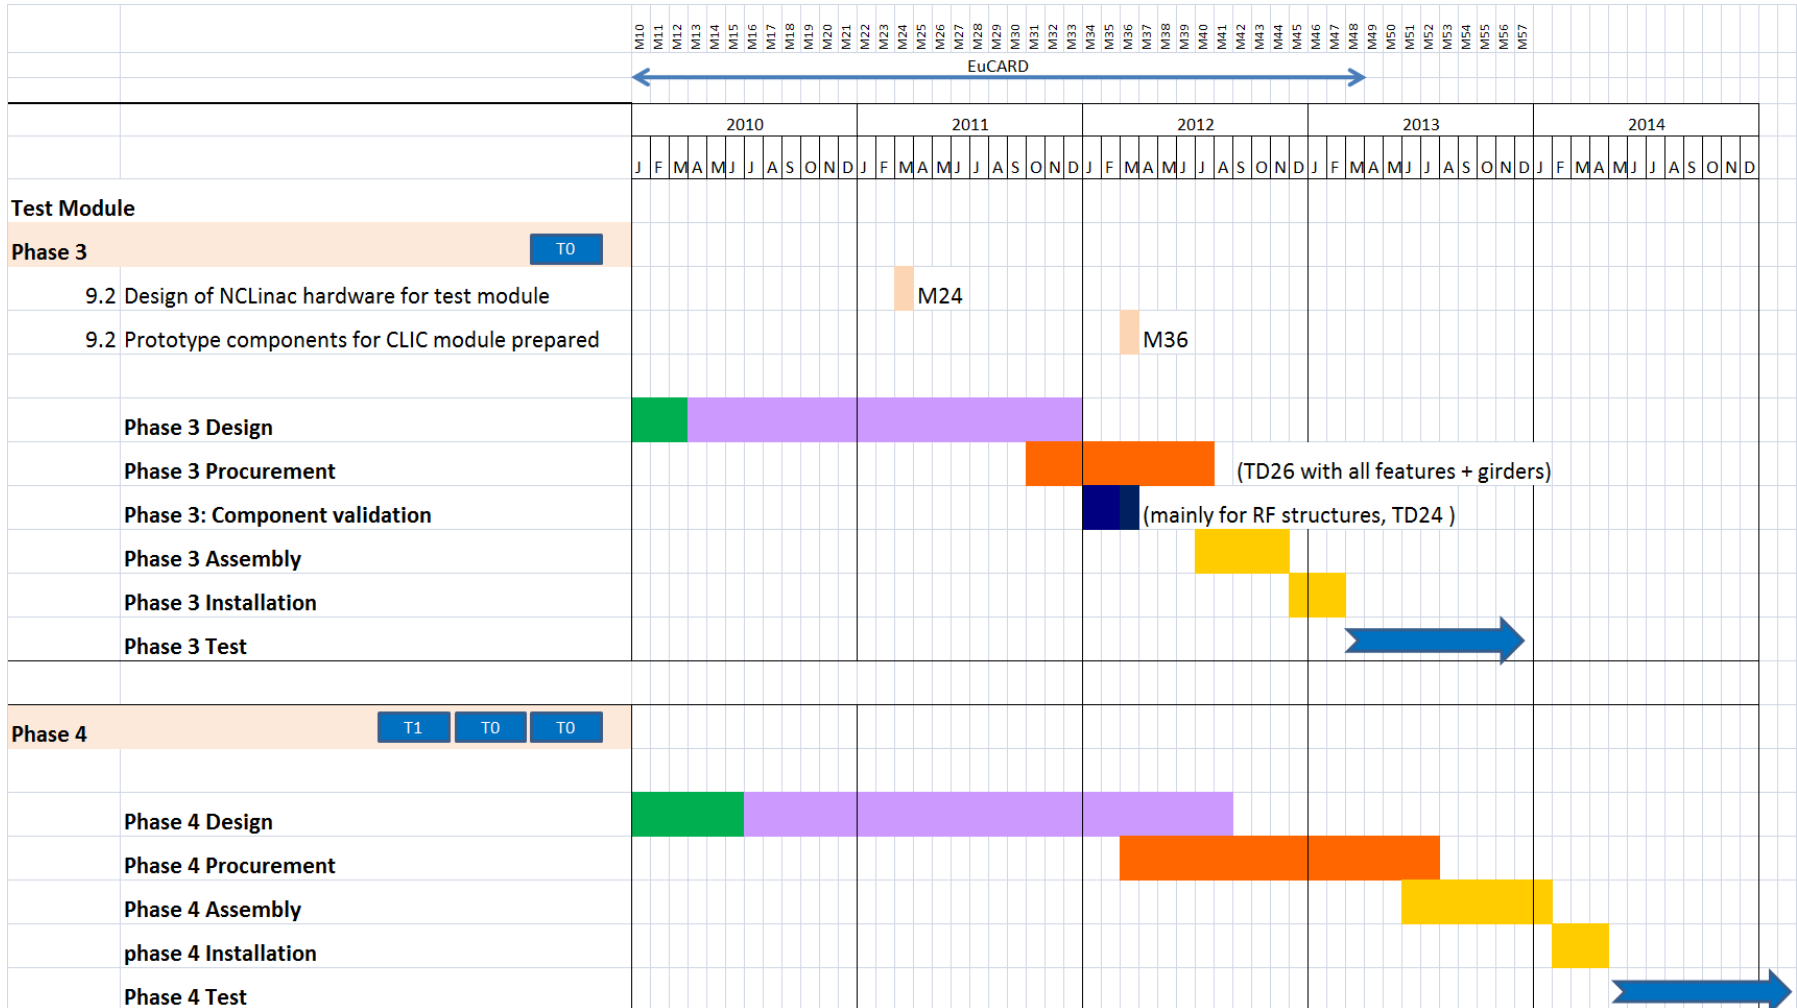 M10 M11 M12 M13 M14 M15 M16 M17 M18 M19 M20 M21 M22 M23 M24 M25 M26 M27 M28 M29 M30 M31 M32 M33 M34 M35 M36 M37 M38 M39 M40 M41 M42 M43 M44 M45 M46 M47 M48 M49 M50 M51 M52 M53 M54 M55 M56 M57
EuCARD
2010 2011 2012 2013 2014
J F M A M J J A S O N D J F M A M J J A S O N D J F M A M J J A S O N D J F M A M J J A S O N D J F M A M J J A S O N D
Test Module
Phase 3 T0
9.2 Design of NCLinac hardware for test module M24
9.2 Prototype components for CLIC module prepared M36
Phase 3 Design
Phase 3 Procurement (TD26 with all features + girders)
Phase 3: Component validation (mainly for RF structures, TD24 )
Phase 3 Assembly
Phase 3 Installation
Phase 3 Test
Phase 4 T1 T0 T0
Phase 4 Design
Phase 4 Procurement
Phase 4 Assembly
phase 4 Installation
Phase 4 Test